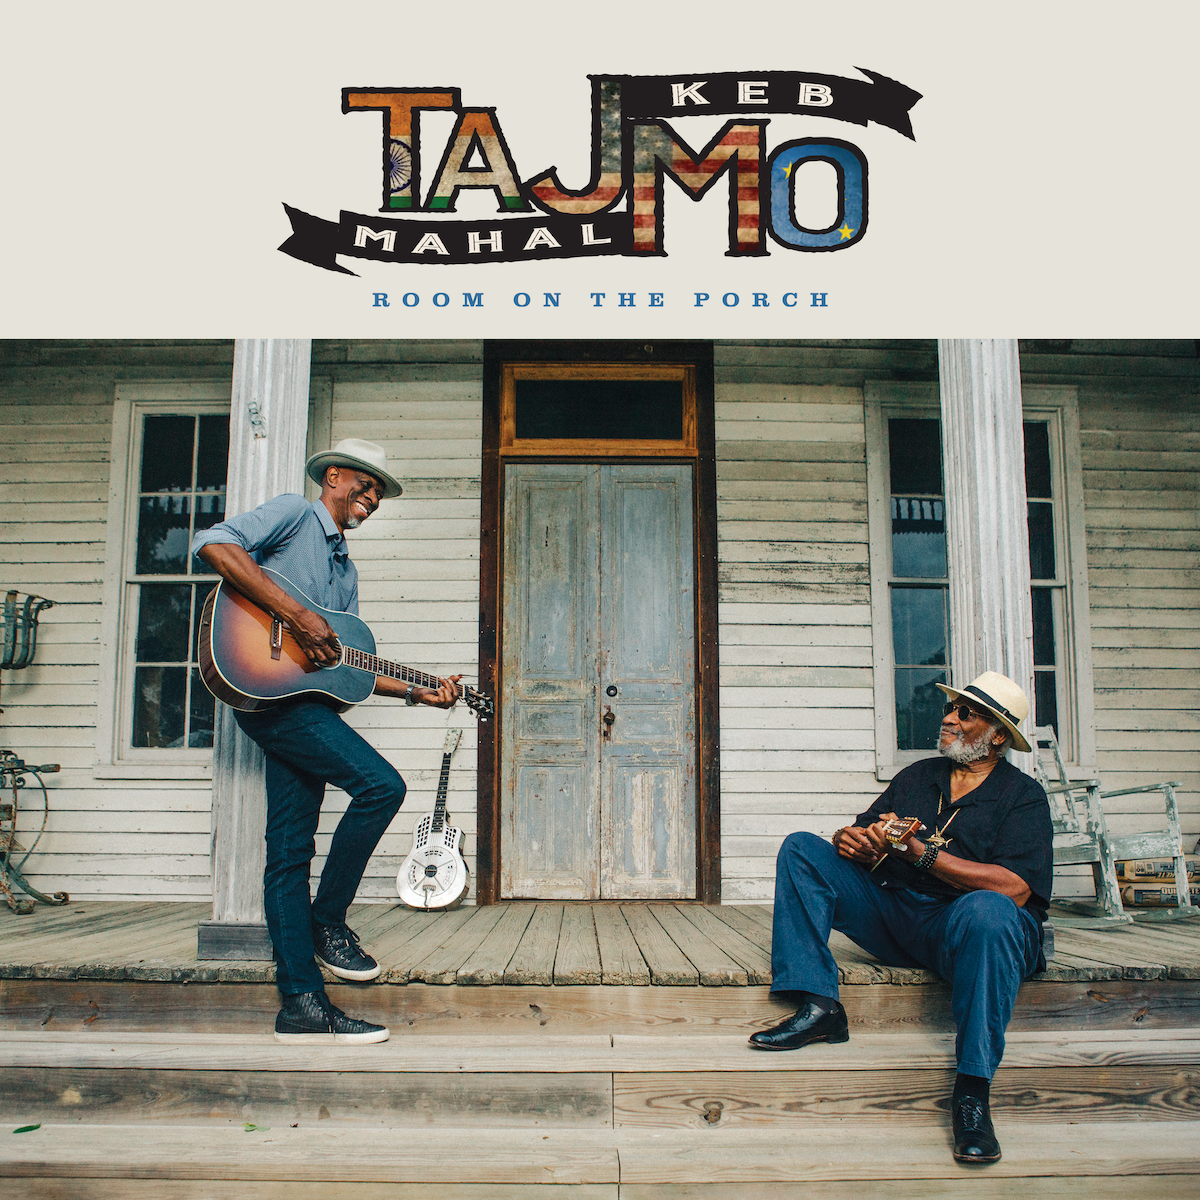 KEB
TAJMO
MAHAL
ROOM ON THE PORCH